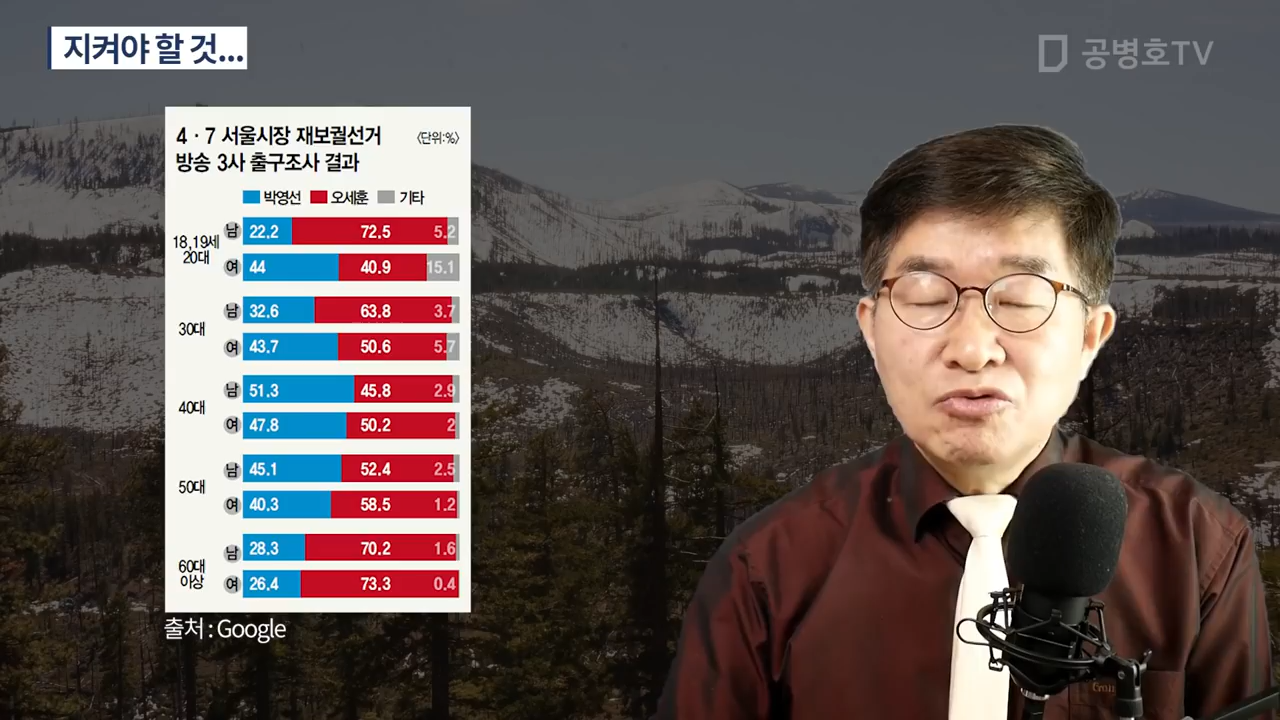 지켜야 할 것...
공병호TV
4·7 서울시장 재보궐선거 〈단위:%〉
방송 3사 출구조사 결과
박영선 오세훈 기타
18,19세 20대
남 22.2 72.5 5.2
여 44 40.9 15.1
30대
남 32.6 63.8 3.7
여 43.7 50.6 5.7
40대
남 51.3 45.8 2.9
여 47.8 50.2 2
50대
남 45.1 52.4 2.5
여 40.3 58.5 1.2
60대 이상
남 28.3 70.2 1.6
여 26.4 73.3 0.4
출처 : Google